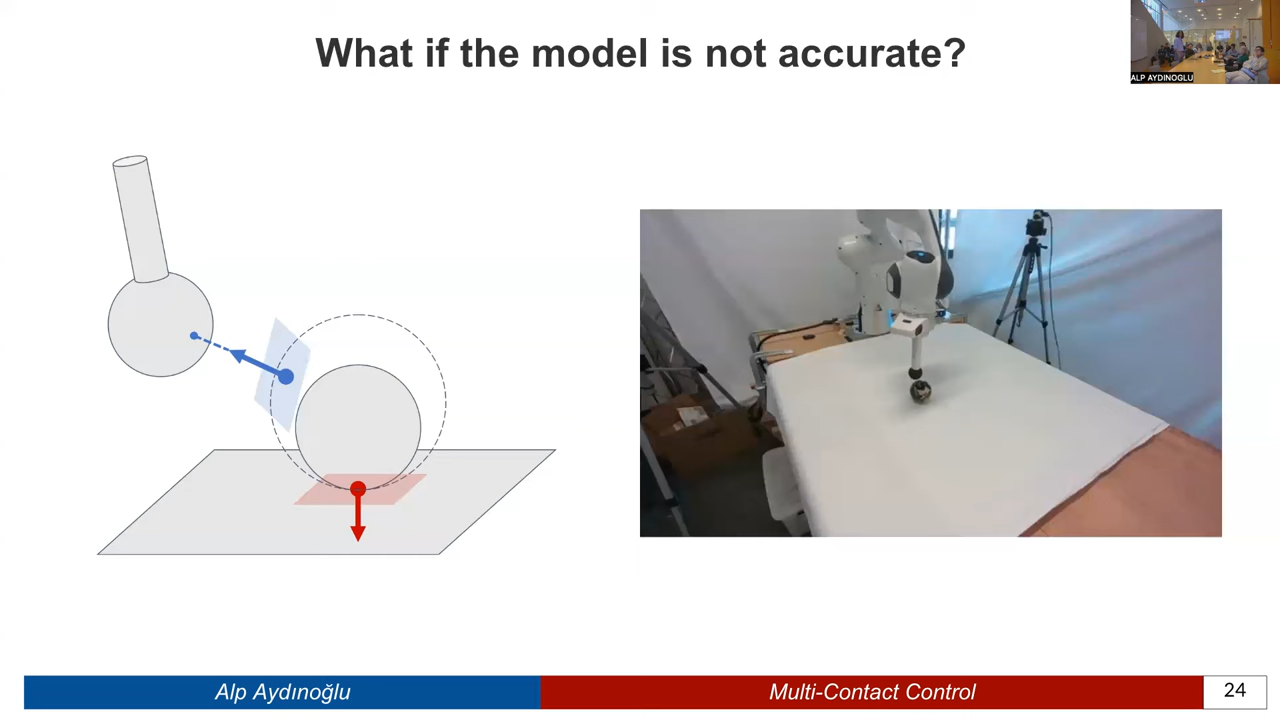 What if the model is not accurate?
ALP AYDINOGLU
Alp Aydınoğlu
Multi-Contact Control
24